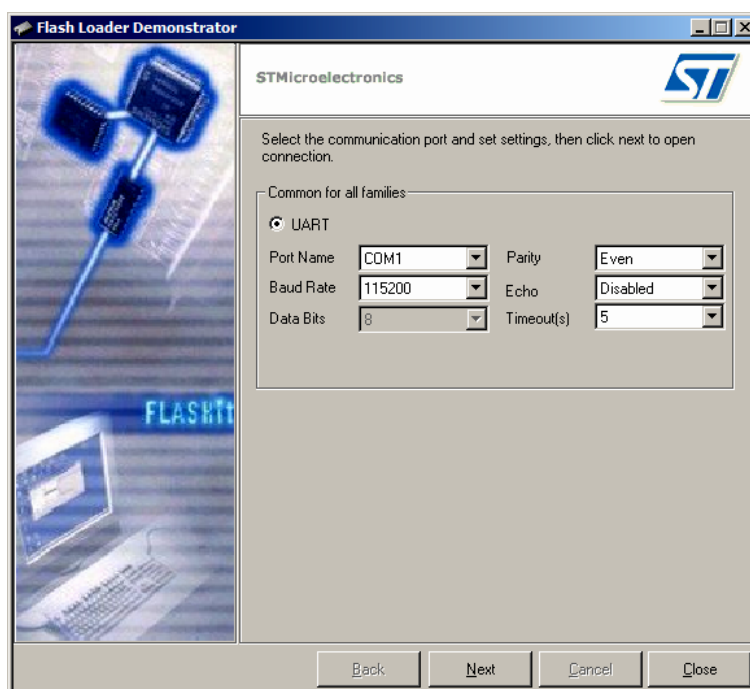 Flash Loader Demonstrator
STMicroelectronics
ST
Select the communication port and set settings, then click next to open
connection.
Common for all families
UART
Port Name COM1 Parity Even
Baud Rate 115200 Echo Disabled
Data Bits 8 Timeout(s) 5
FLASHit
Back Next Cancel Close